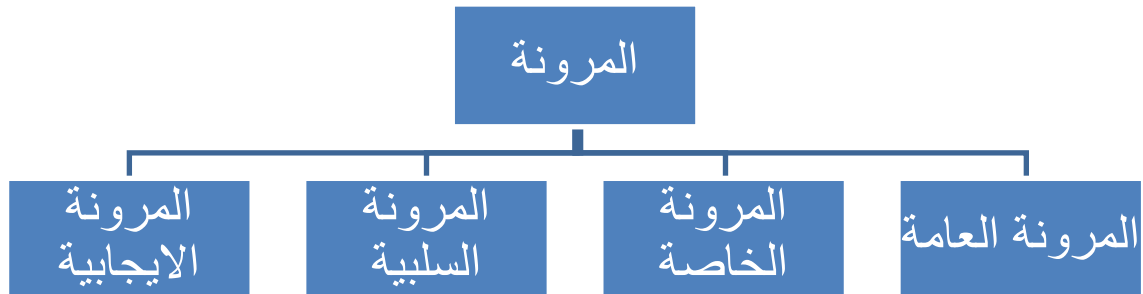 المرونة
المرونة العامة
المرونة
الخاصة
المرونة
السلبية
المرونة
الايجابية